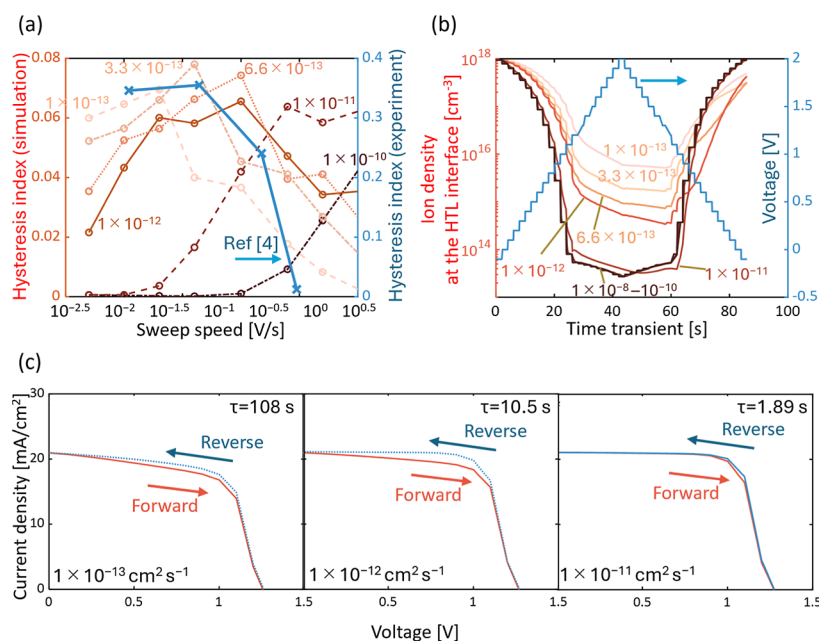 (a)
(b)
0.08
0.06
0.04
0.02
0
Hysteresis index (simulation)
0.4
0.3
0.2
0.1
0
Hysteresis index (experiment)
3.3×10⁻¹³
6.6×10⁻¹³
1×10⁻¹³
1×10⁻¹¹
1×10⁻¹⁰
1×10⁻¹²
Ref [4]
10⁻²·⁵ 10⁻² 10⁻¹·⁵ 10⁻¹ 10⁻⁰·⁵ 10⁰ 10⁰·⁵
Sweep speed [V/s]
10¹⁸
10¹⁶
10¹⁴
Ion density
at the HTL interface [cm⁻³]
2
1.5
1
0.5
0
-0.5
Voltage [V]
1×10⁻¹³
3.3×10⁻¹³
6.6×10⁻¹³
1×10⁻¹²
1×10⁻¹¹
1×10⁻⁸−10⁻¹⁰
0 20 40 60 80 100
Time transient [s]
(c)
Current density [mA/cm²]
30
20
10
0
τ=108 s
Reverse
Forward
1×10⁻¹³ cm² s⁻¹
τ=10.5 s
Reverse
Forward
1×10⁻¹² cm² s⁻¹
τ=1.89 s
Reverse
Forward
1×10⁻¹¹ cm² s⁻¹
0 0.5 1 1.5 0.5 1 1.5 0.5 1 1.5
Voltage [V]